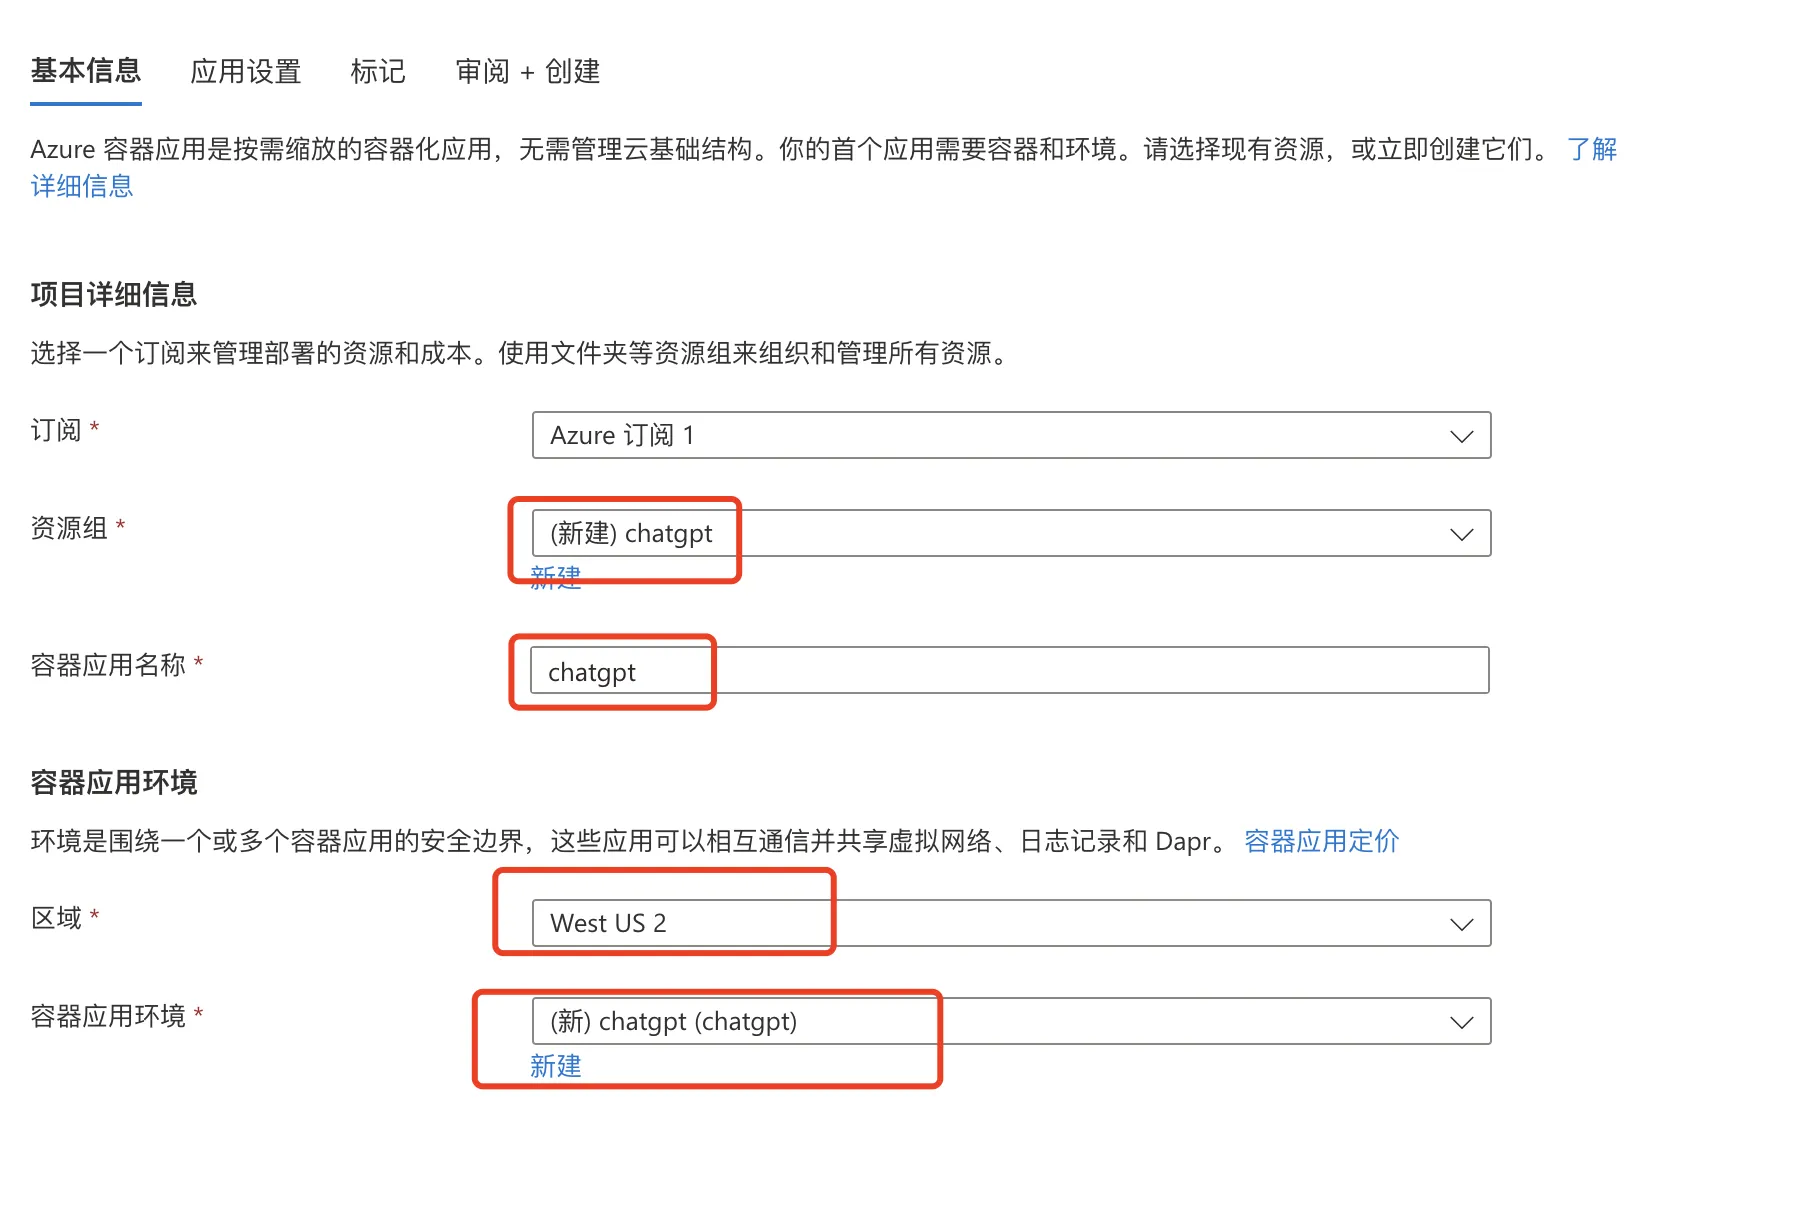 基本信息 应用设置 标记 审阅 + 创建
Azure 容器应用是按需缩放的容器化应用，无需管理云基础结构。你的首个应用需要容器和环境。请选择现有资源，或立即创建它们。 了解
详细信息
项目详细信息
选择一个订阅来管理部署的资源和成本。使用文件夹等资源组来组织和管理所有资源。
订阅 * Azure 订阅 1
资源组 * (新建) chatgpt
新建
容器应用名称 * chatgpt
容器应用环境
环境是围绕一个或多个容器应用的安全边界，这些应用可以相互通信并共享虚拟网络、日志记录和 Dapr。 容器应用定价
区域 * West US 2
容器应用环境 * (新) chatgpt (chatgpt)
新建